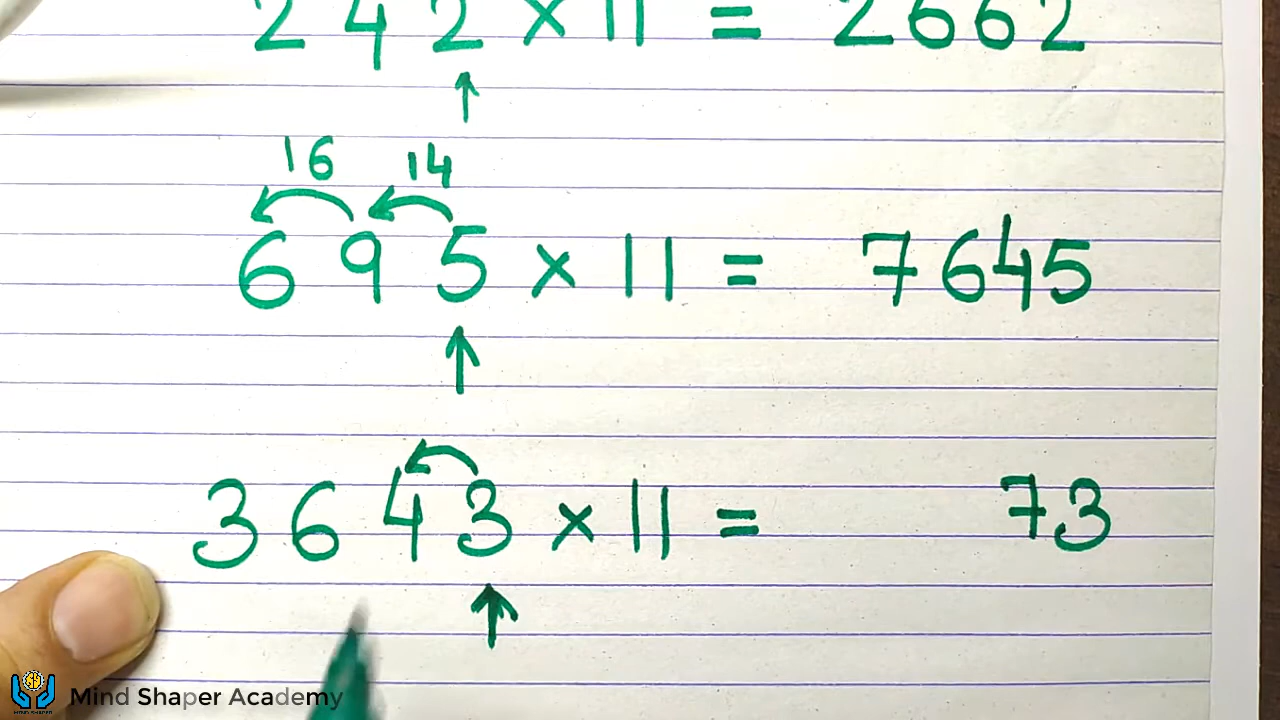 242 × 11 = 2662
16 14
695 × 11 = 7645
3643 × 11 = 73
Mind Shaper Academy